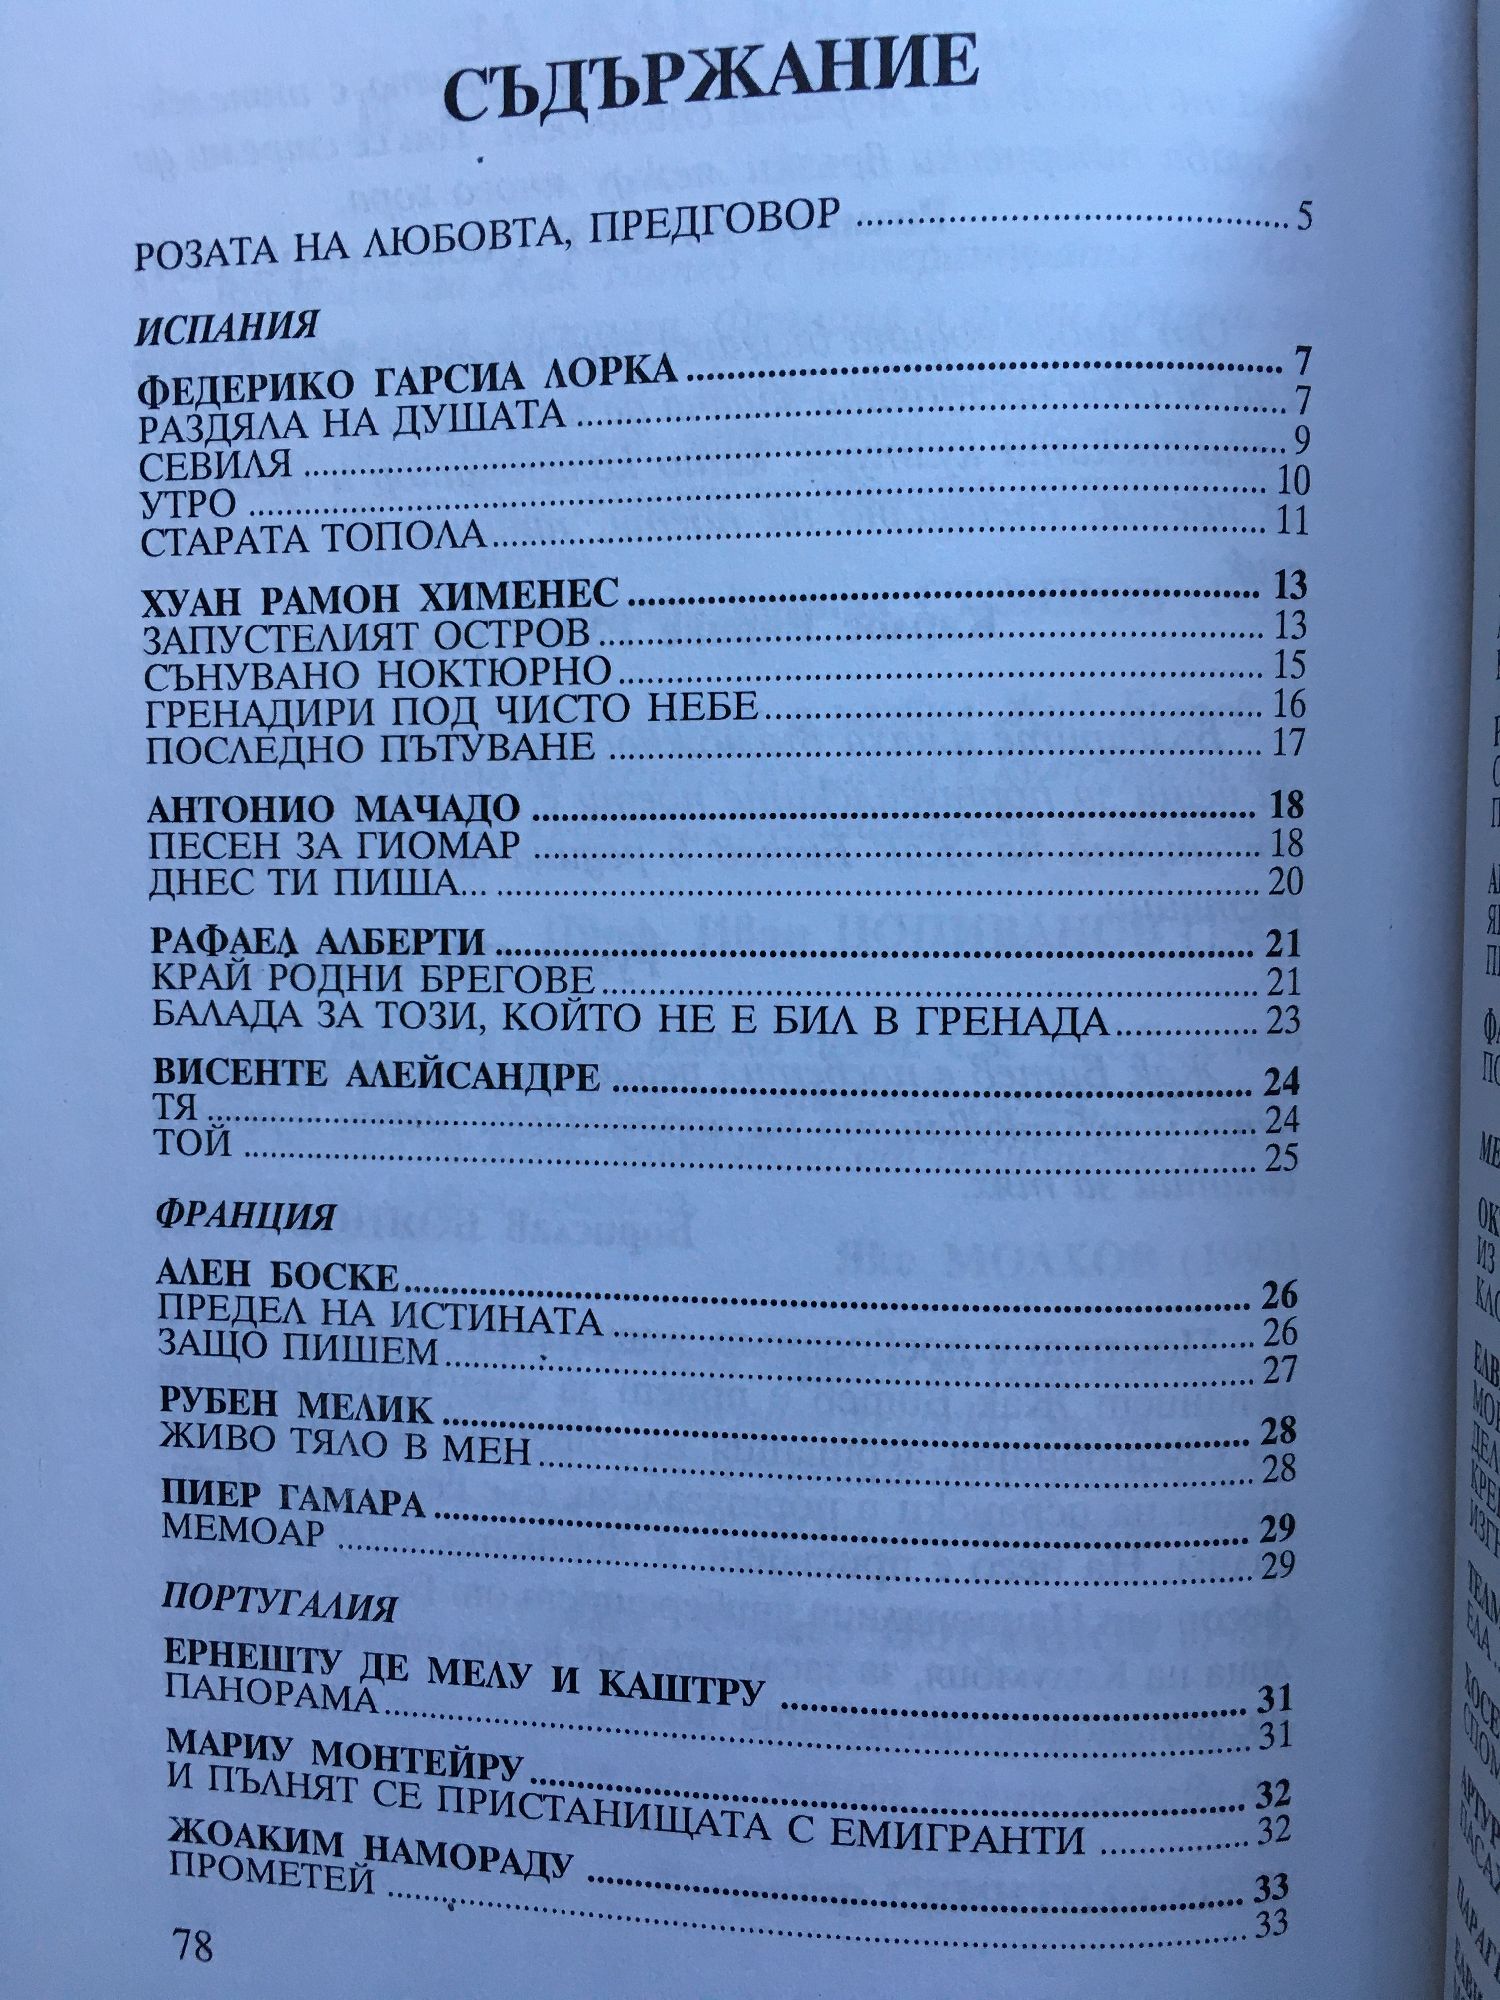 СЪДЪРЖАНИЕ
РОЗАТА НА ЛЮБОВТА, ПРЕДГОВОР ........ 5
ИСПАНИЯ
ФЕДЕРИКО ГАРСИА ЛОРКА ........ 7
РАЗДЯЛА НА ДУШАТА ........ 7
СЕВИЛЯ ........ 9
УТРО ........ 10
СТАРАТА ТОПОЛА ........ 11
ХУАН РАМОН ХИМЕНЕС ........ 13
ЗАПУСТЕЛИЯТ ОСТРОВ ........ 13
СЪНУВАНО НОКТЮРНО ........ 15
ГРЕНАДИРИ ПОД ЧИСТО НЕБЕ ........ 16
ПОСЛЕДНО ПЪТУВАНЕ ........ 17
АНТОНИО МАЧАДО ........ 18
ПЕСЕН ЗА ГИОМАР ........ 18
ДНЕС ТИ ПИША... ........ 20
РАФАЕЛ АЛБЕРТИ ........ 21
КРАЙ РОДНИ БРЕГОВЕ ........ 21
БАЛАДА ЗА ТОЗИ, КОЙТО НЕ Е БИЛ В ГРЕНАДА ........ 23
ВИСЕНТЕ АЛЕЙСАНДРЕ ........ 24
ТЯ ........ 24
ТОЙ ........ 25
ФРАНЦИЯ
АЛЕН БОСКЕ ........ 26
ПРЕДЕЛ НА ИСТИНАТА ........ 26
ЗАЩО ПИШЕМ ........ 27
РУБЕН МЕЛИК ........ 28
ЖИВО ТЯЛО В МЕН ........ 28
ПИЕР ГАМАРА ........ 29
МЕМОАР ........ 29
ПОРТУГАЛИЯ
ЕРНЕШТУ ДЕ МЕЛУ И КАШТРУ ........ 31
ПАНОРАМА ........ 31
МАРИУ МОНТЕЙРУ ........ 32
И ПЪЛНЯТ СЕ ПРИСТАНИЩАТА С ЕМИГРАНТИ ........ 32
ЖОАКИМ НАМОРАДУ ........ 33
ПРОМЕТЕЙ ........ 33
78